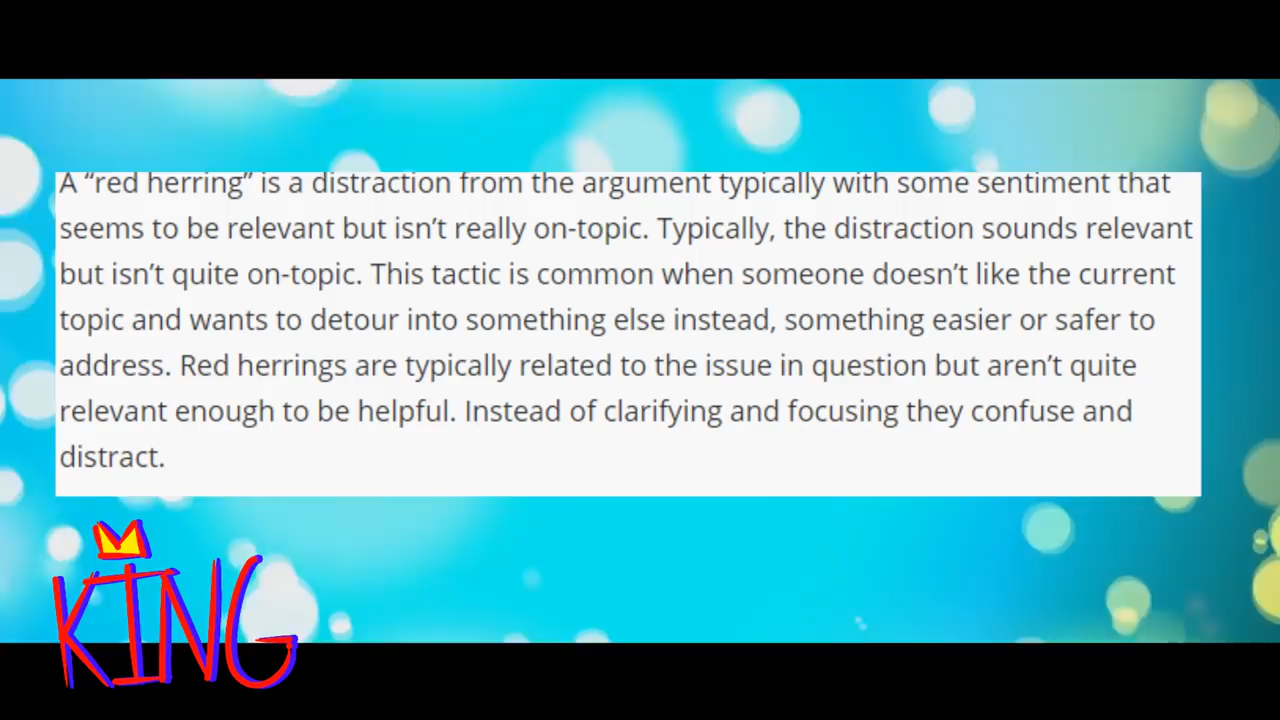 A “red herring” is a distraction from the argument typically with some sentiment that
seems to be relevant but isn’t really on-topic. Typically, the distraction sounds relevant
but isn’t quite on-topic. This tactic is common when someone doesn’t like the current
topic and wants to detour into something else instead, something easier or safer to
address. Red herrings are typically related to the issue in question but aren’t quite
relevant enough to be helpful. Instead of clarifying and focusing they confuse and
distract.
KING